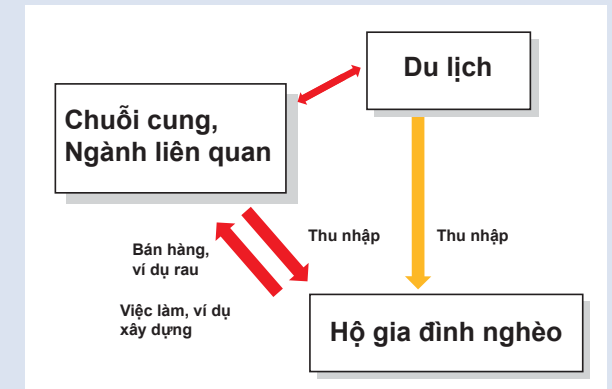 Du lịch
Chuỗi cung,
Ngành liên quan
Thu nhập
Thu nhập
Bán hàng,
ví dụ rau
Việc làm, ví dụ
xây dựng
Hộ gia đình nghèo